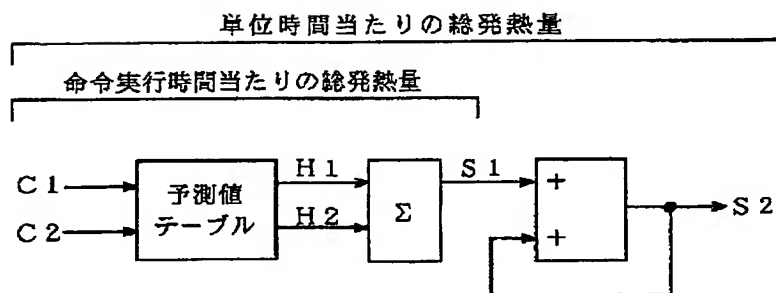 単位時間当たりの総発熱量
命令実行時間当たりの総発熱量
C1
C2
予測値
テーブル
H1
H2
Σ
S1
+
+
S2